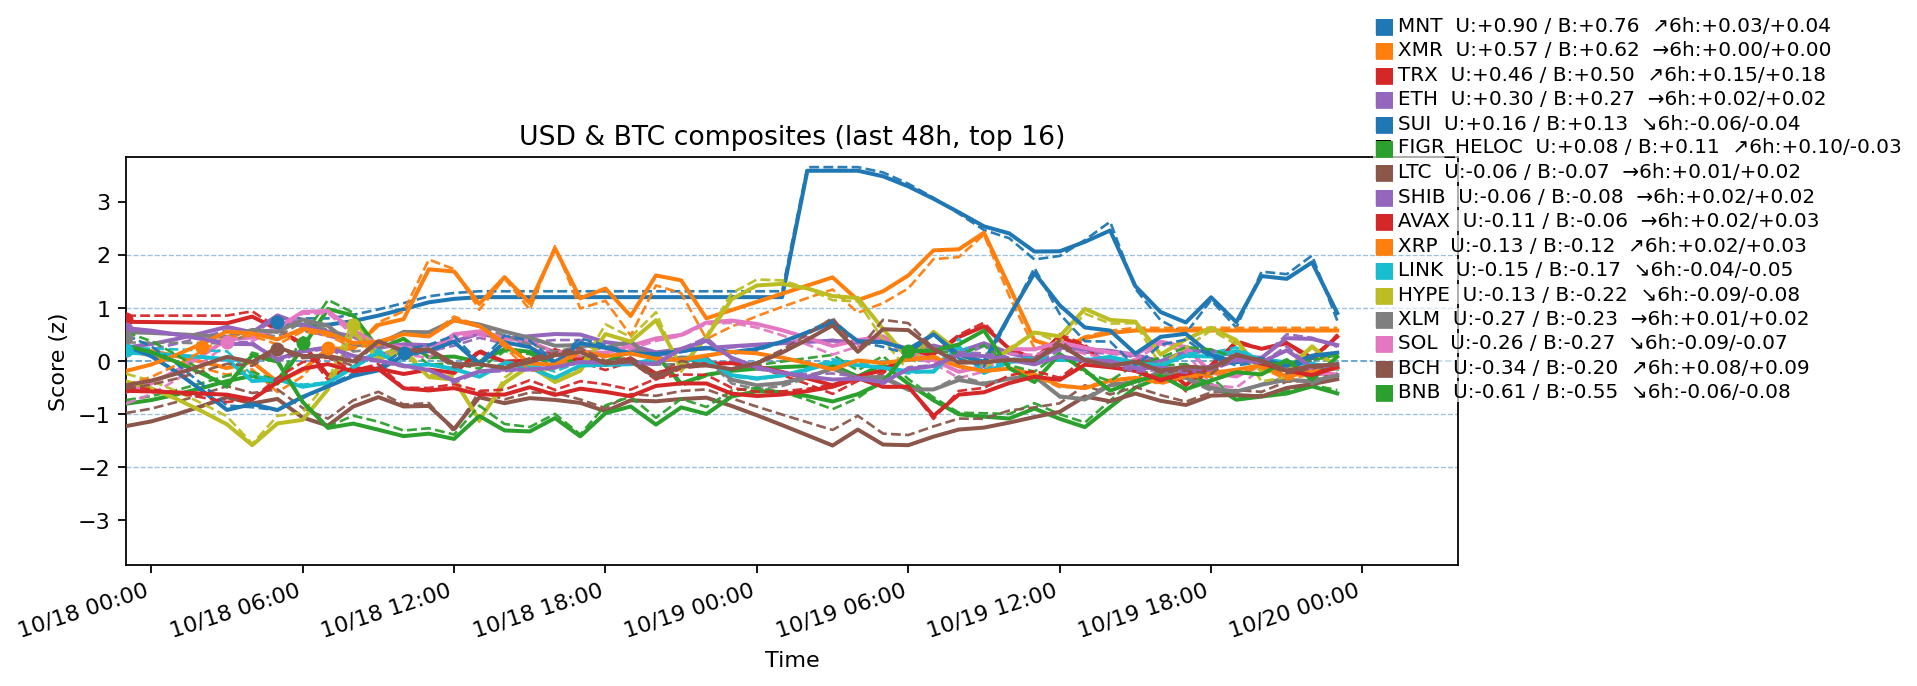 MNT U:+0.90 / B:+0.76 ↗6h:+0.03/+0.04
XMR U:+0.57 / B:+0.62 →6h:+0.00/+0.00
TRX U:+0.46 / B:+0.50 ↗6h:+0.15/+0.18
ETH U:+0.30 / B:+0.27 →6h:+0.02/+0.02
SUI U:+0.16 / B:+0.13 ↘6h:-0.06/-0.04
FIGR_HELOC U:+0.08 / B:+0.11 ↗6h:+0.10/-0.03
LTC U:-0.06 / B:-0.07 →6h:+0.01/+0.02
SHIB U:-0.06 / B:-0.08 →6h:+0.02/+0.02
AVAX U:-0.11 / B:-0.06 →6h:+0.02/+0.03
XRP U:-0.13 / B:-0.12 ↗6h:+0.02/+0.03
LINK U:-0.15 / B:-0.17 ↘6h:-0.04/-0.05
HYPE U:-0.13 / B:-0.22 ↘6h:-0.09/-0.08
XLM U:-0.27 / B:-0.23 →6h:+0.01/+0.02
SOL U:-0.26 / B:-0.27 ↘6h:-0.09/-0.07
BCH U:-0.34 / B:-0.20 ↗6h:+0.08/+0.09
BNB U:-0.61 / B:-0.55 ↘6h:-0.06/-0.08
USD & BTC composites (last 48h, top 16)
Score (z)
3
2
1
0
−1
−2
−3
10/18 00:00
10/18 06:00
10/18 12:00
10/18 18:00
10/19 00:00
10/19 06:00
10/19 12:00
10/19 18:00
10/20 00:00
Time